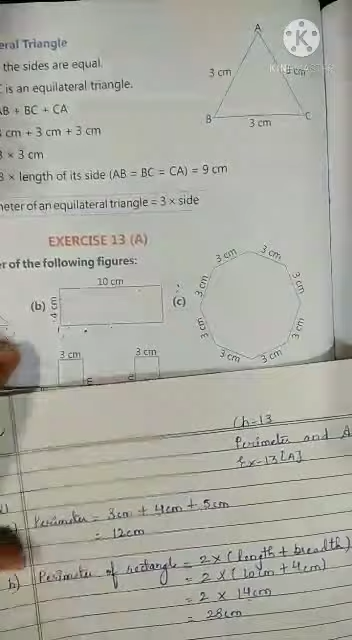 eral Triangle
the sides are equal.
is an equilateral triangle.
AB + BC + CA
3 cm + 3 cm + 3 cm
3 × 3 cm
3 × length of its side (AB = BC = CA) = 9 cm
meter of an equilateral triangle = 3 × side
A
3 cm
3 cm
B
C
3 cm
KINEMASTER
EXERCISE 13 (A)
er of the following figures:
(b)
10 cm
4 cm
(c)
3 cm
3 cm
3 cm
3 cm
3 cm
3 cm
3 cm
3 cm
3 cm
3 cm
Ch=13
Perimeter and A
Ex-13[A]
Perimeter = 3cm + 4cm + 5cm
= 12cm
b) Perimeter of rectangle = 2×(length + breadth)
= 2×(10cm + 4cm)
= 2 × 14cm
= 28cm